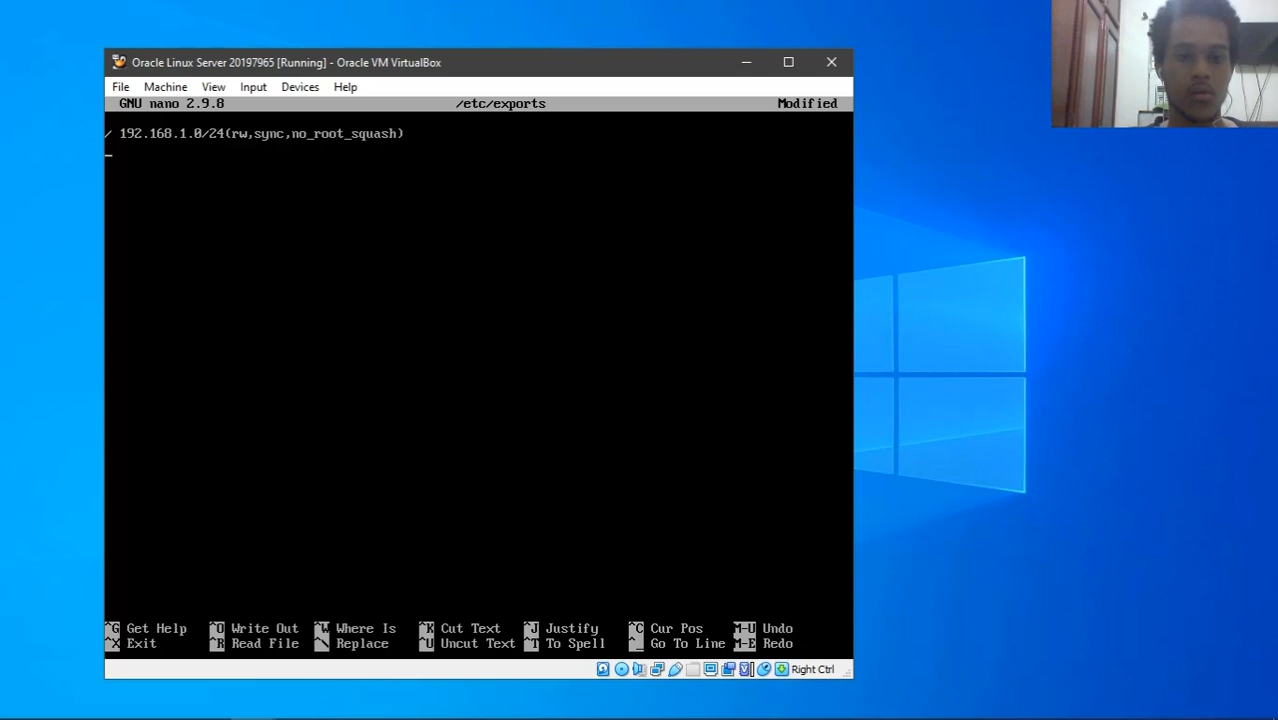 Oracle Linux Server 20197965 [Running] - Oracle VM VirtualBox
File Machine View Input Devices Help
GNU nano 2.9.8 /etc/exports Modified
/ 192.168.1.0/24(rw,sync,no_root_squash)
^G Get Help ^O Write Out ^W Where Is ^K Cut Text ^J Justify ^C Cur Pos M-U Undo
^X Exit ^R Read File ^\ Replace ^U Uncut Text ^T To Spell ^_ Go To Line M-E Redo
Right Ctrl